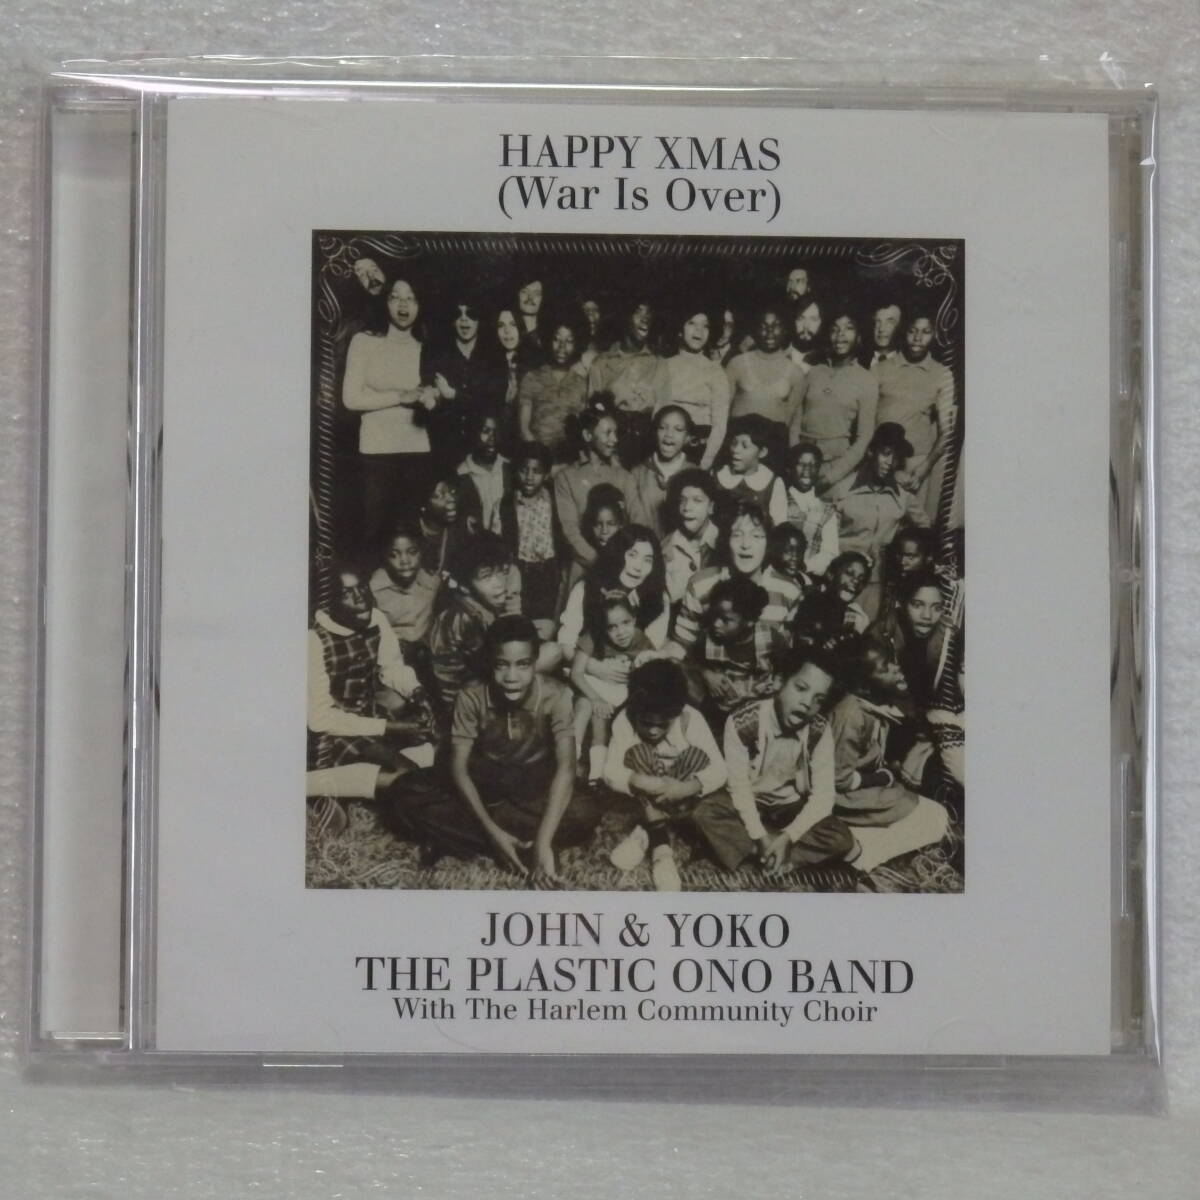 HAPPY XMAS
(War Is Over)
JOHN & YOKO
THE PLASTIC ONO BAND
With The Harlem Community Choir